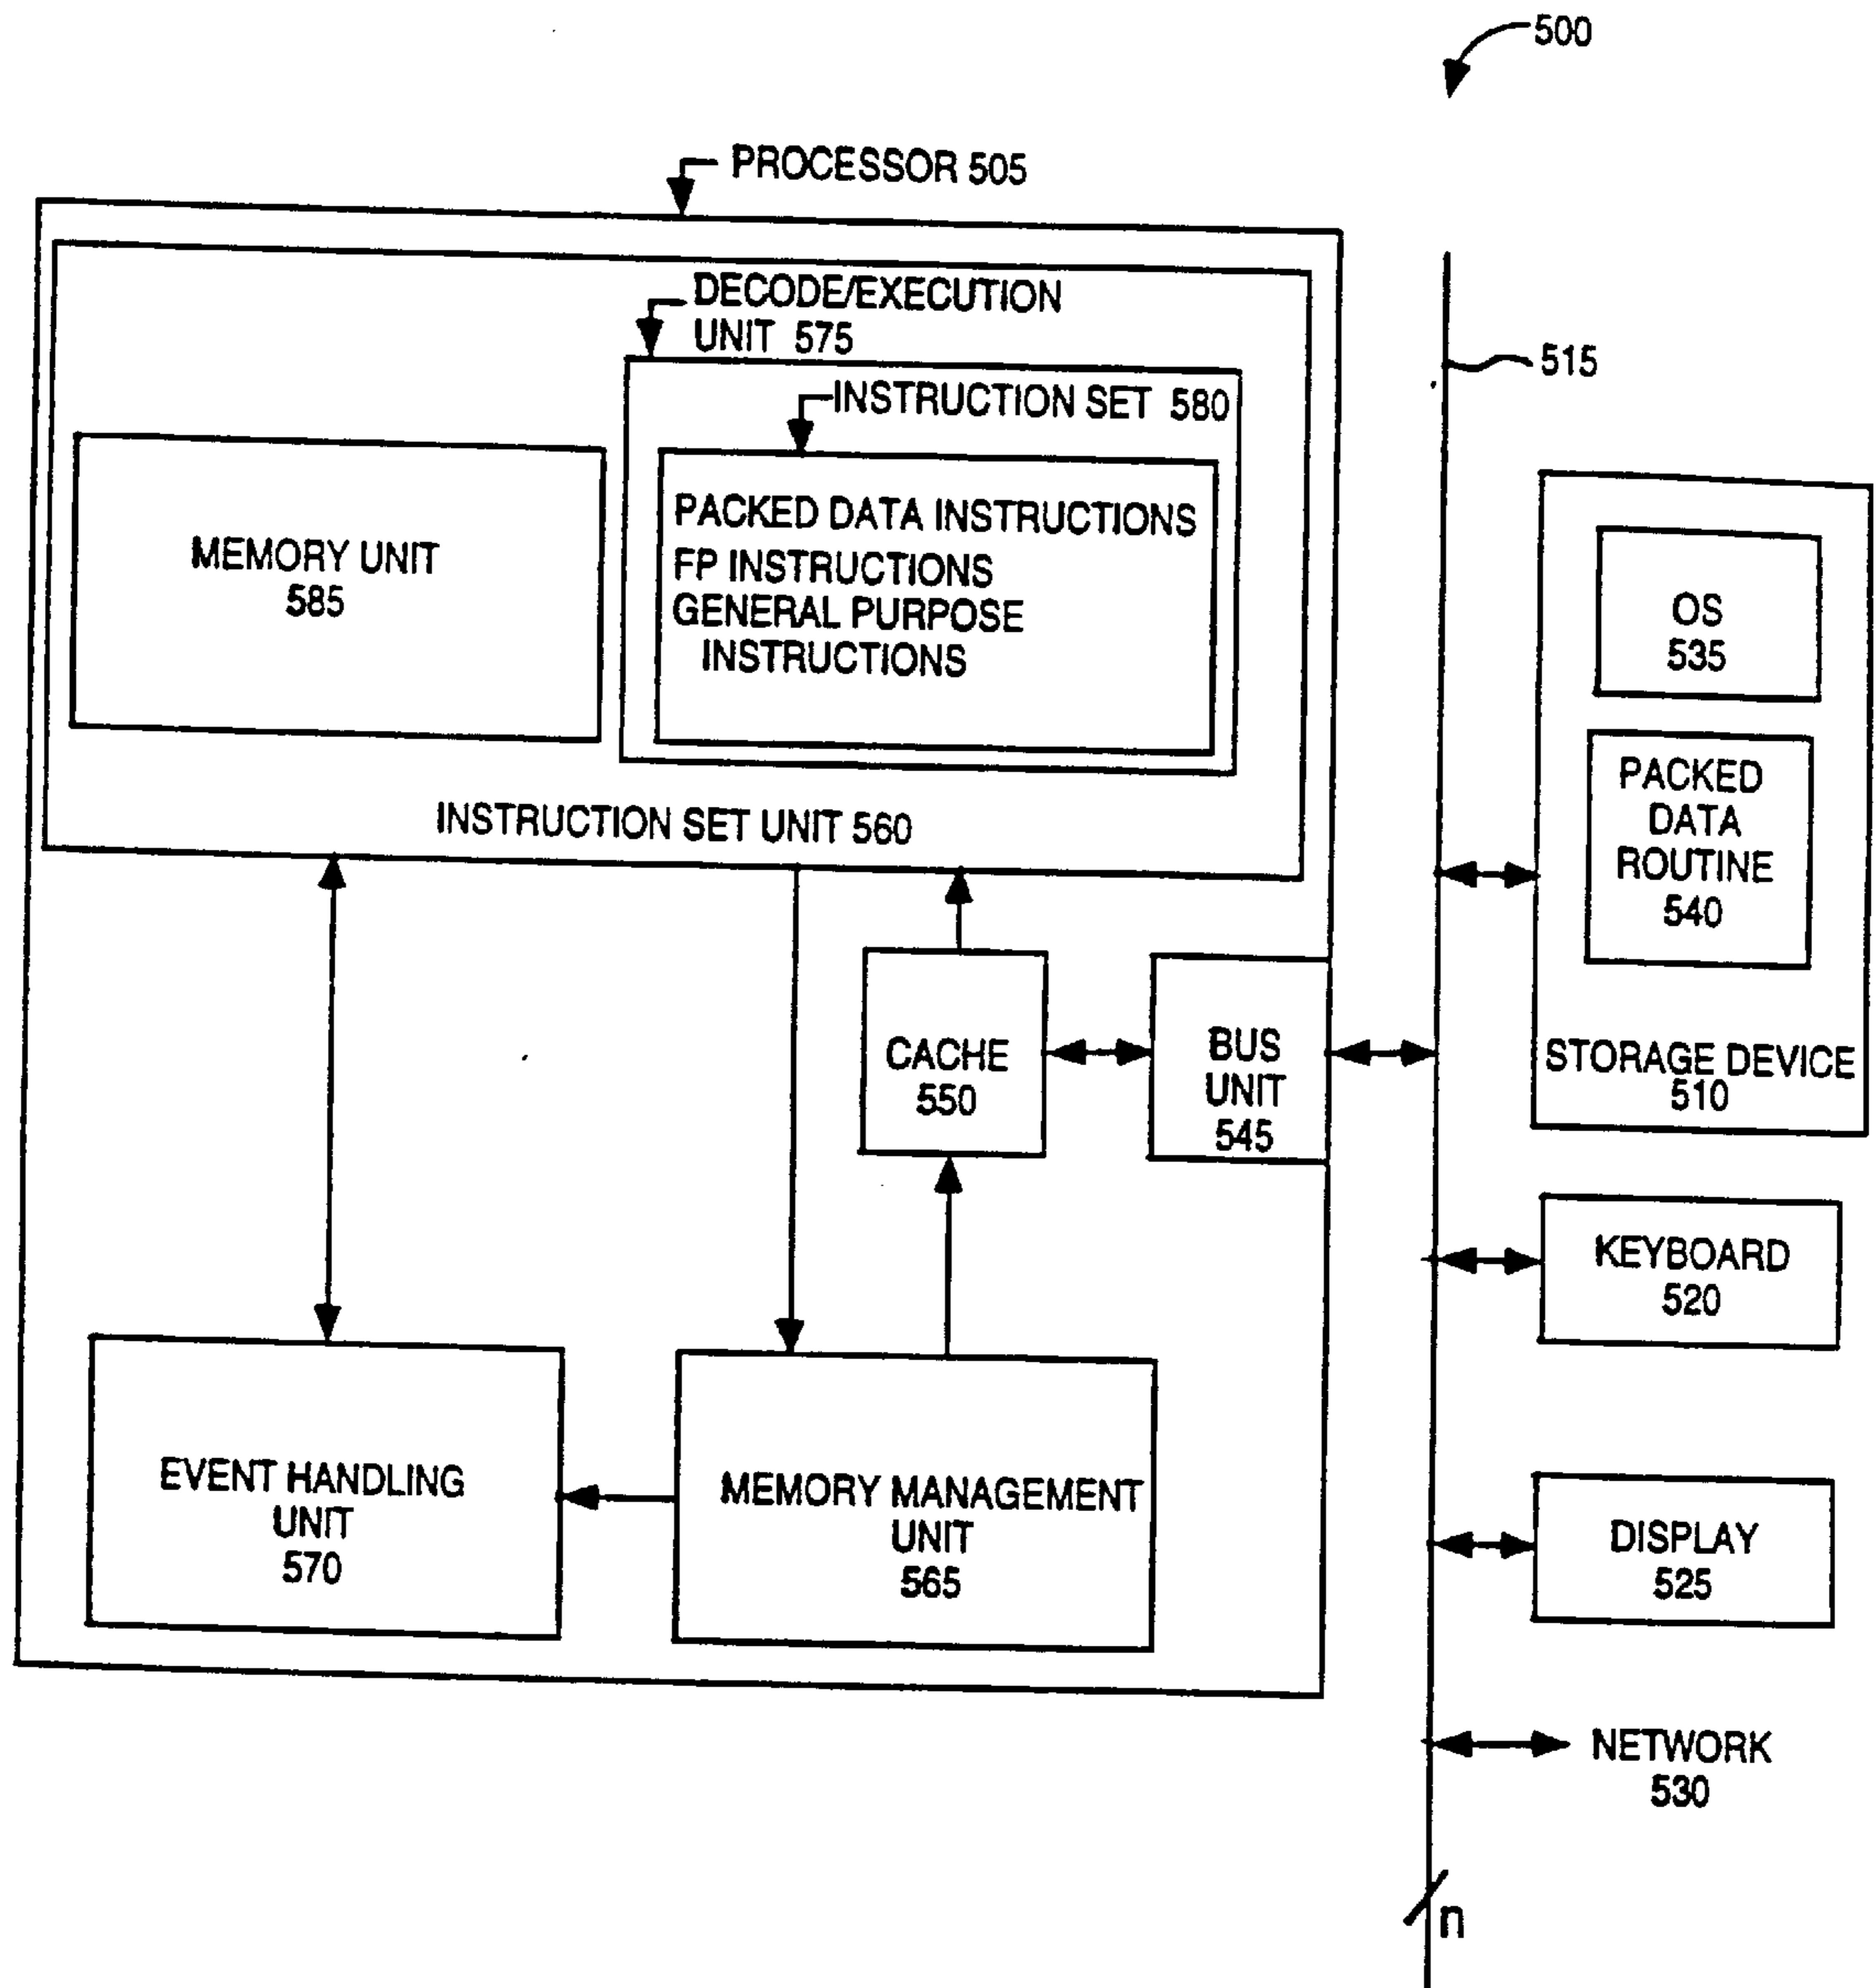 500
PROCESSOR 505
DECODE/EXECUTION
UNIT 575
515
INSTRUCTION SET 580
PACKED DATA INSTRUCTIONS
FP INSTRUCTIONS
GENERAL PURPOSE
INSTRUCTIONS
MEMORY UNIT
585
INSTRUCTION SET UNIT 560
OS
535
PACKED
DATA
ROUTINE
540
STORAGE DEVICE
510
CACHE
550
BUS
UNIT
545
KEYBOARD
520
EVENT HANDLING
UNIT
570
MEMORY MANAGEMENT
UNIT
565
DISPLAY
525
NETWORK
530
n